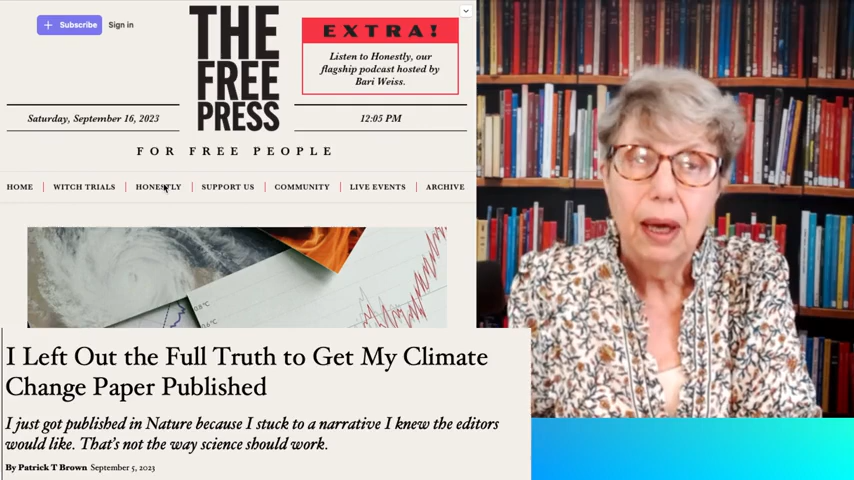 Subscribe
Sign in
THE
FREE
PRESS
EXTRA!
Listen to Honestly, our
flagship podcast hosted by
Bari Weiss.
Saturday, September 16, 2023
12:05 PM
FOR FREE PEOPLE
HOME
WITCH TRIALS
HONESTLY
SUPPORT US
COMMUNITY
LIVE EVENTS
ARCHIVE
0.8 °C
I Left Out the Full Truth to Get My Climate
Change Paper Published
I just got published in Nature because I stuck to a narrative I knew the editors
would like. That's not the way science should work.
By Patrick T Brown September 5, 2023